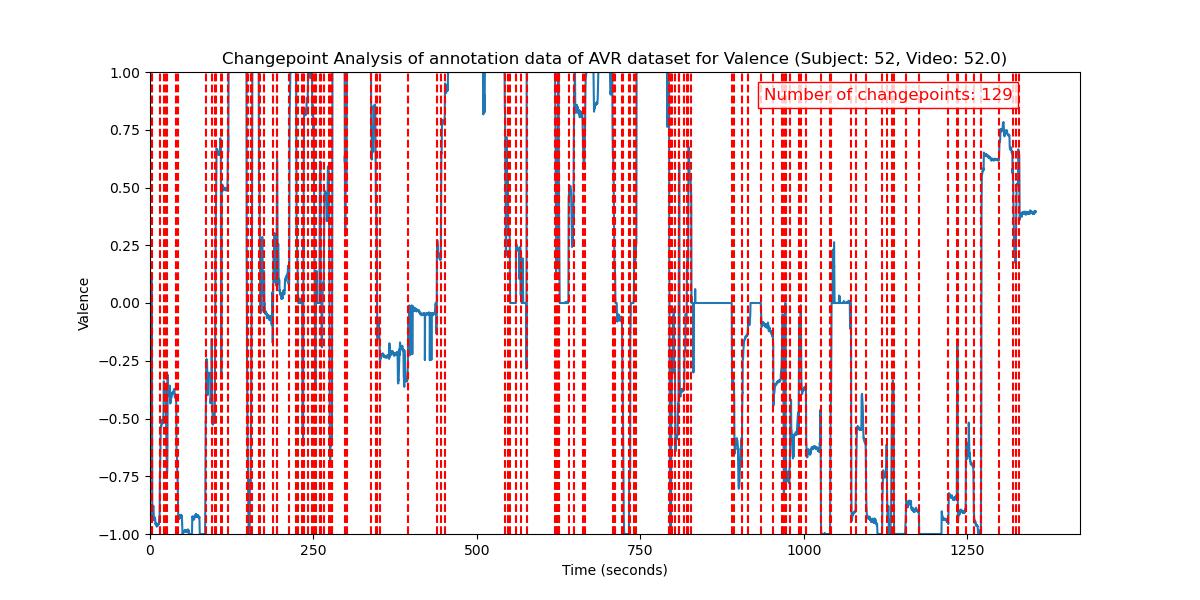 Changepoint Analysis of annotation data of AVR dataset for Valence (Subject: 52, Video: 52.0)
Number of changepoints: 129
1.00
0.75
0.50
0.25
0.00
−0.25
−0.50
−0.75
−1.00
Valence
0 250 500 750 1000 1250
Time (seconds)